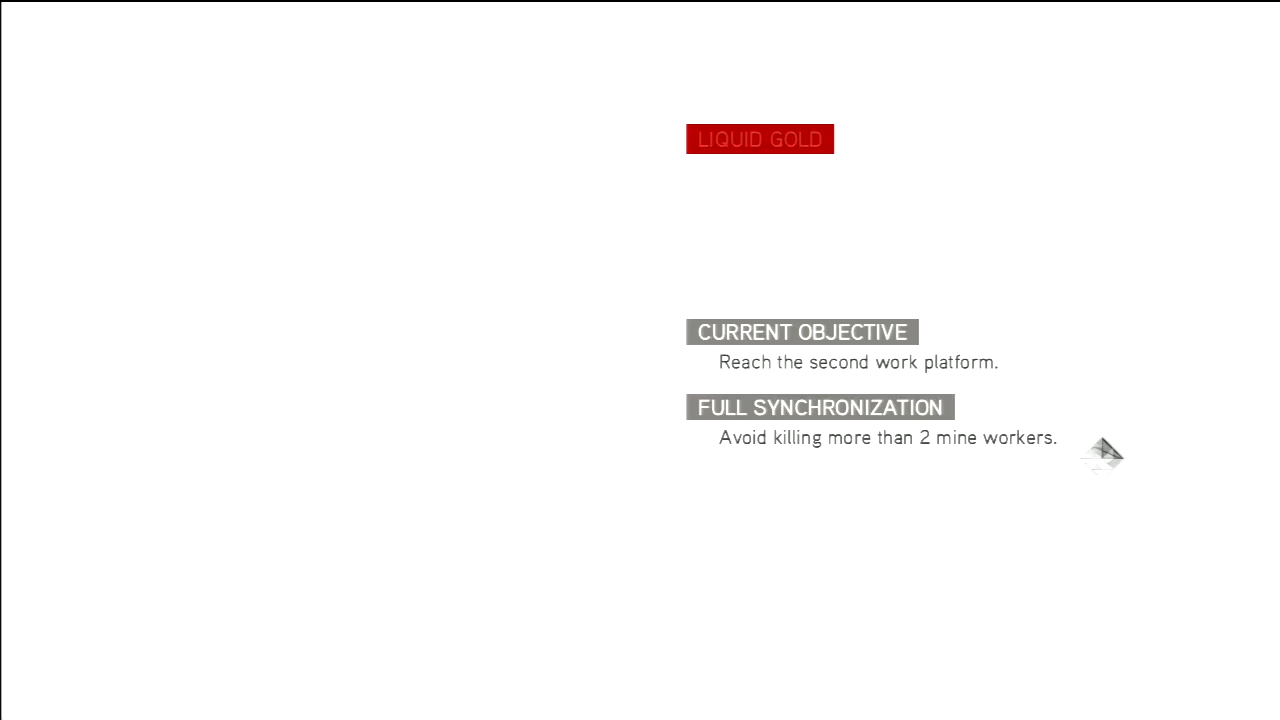 LIQUID GOLD
CURRENT OBJECTIVE
Reach the second work platform.
FULL SYNCHRONIZATION
Avoid killing more than 2 mine workers.